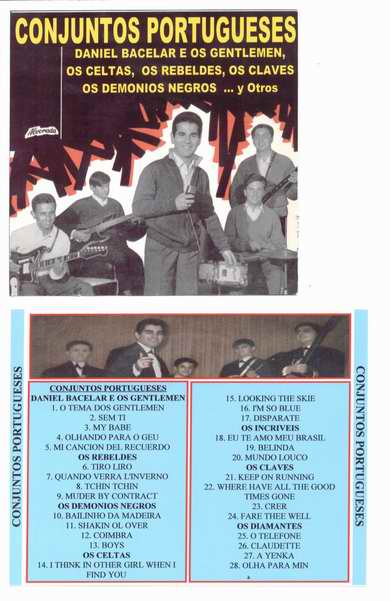 CONJUNTOS PORTUGUESES
DANIEL BACELAR E OS GENTLEMEN,
OS CELTAS, OS REBELDES, OS CLAVES
OS DEMONIOS NEGROS ... y Otros
Alvorada
CONJUNTOS PORTUGUESES
CONJUNTOS PORTUGUESES
DANIEL BACELAR E OS GENTLEMEN
1. O TEMA DOS GENTLEMEN
2. SEM TI
3. MY BABE
4. OLHANDO PARA O GEU
5. MI CANCION DEL RECUERDO
OS REBELDES
6. TIRO LIRO
7. QUANDO VERRA L'INVERNO
8. TCHIN TCHIN
9. MUDER BY CONTRACT
OS DEMONIOS NEGROS
10. BAILINHO DA MADEIRA
11. SHAKIN OL OVER
12. COIMBRA
13. BOYS
OS CELTAS
14. I THINK IN OTHER GIRL WHEN I
FIND YOU
15. LOOKING THE SKIE
16. I'M SO BLUE
17. DISPARATE
OS INCRIVEIS
18. EU TE AMO MEU BRASIL
19. BELINDA
20. MUNDO LOUCO
OS CLAVES
21. KEEP ON RUNNING
22. WHERE HAVE ALL THE GOOD
TIMES GONE
23. CRER
24. FARE THEE WELL
OS DIAMANTES
25. O TELEFONE
26. CLAUDETTE
27. A YENKA
28. OLHA PARA MIN
CONJUNTOS PORTUGUESES